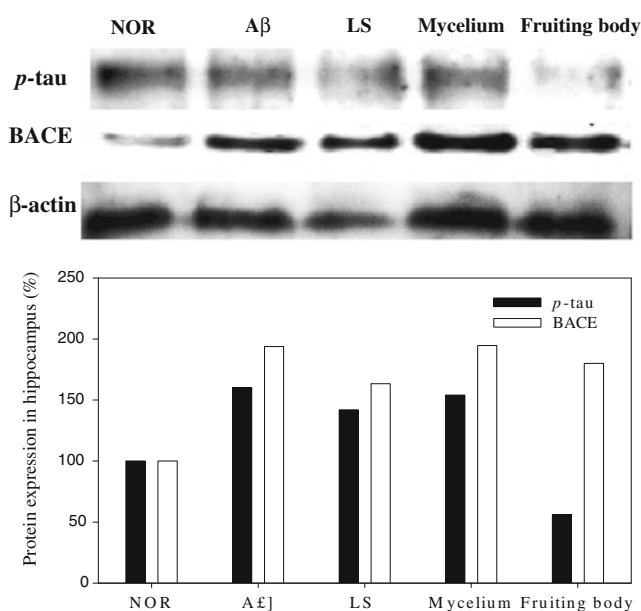 NOR Aβ LS Mycelium Fruiting body
p-tau
BACE
β-actin
Protein expression in hippocampus (%)
250
200
150
100
50
0
p-tau
BACE
NOR A£] LS Mycelium Fruiting body